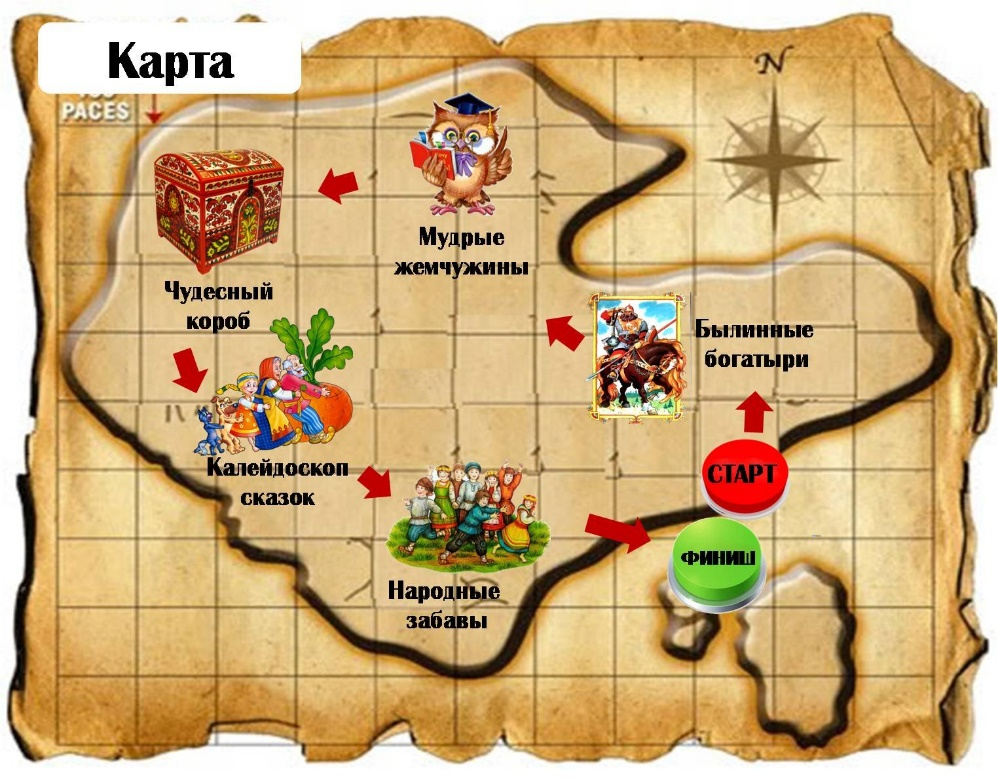 Карта
PACES
N
Мудрые
жемчужины
Чудесный
короб
Былинные
богатыри
СТАРТ
Калейдоскоп
сказок
ФИНИШ
Народные
забавы